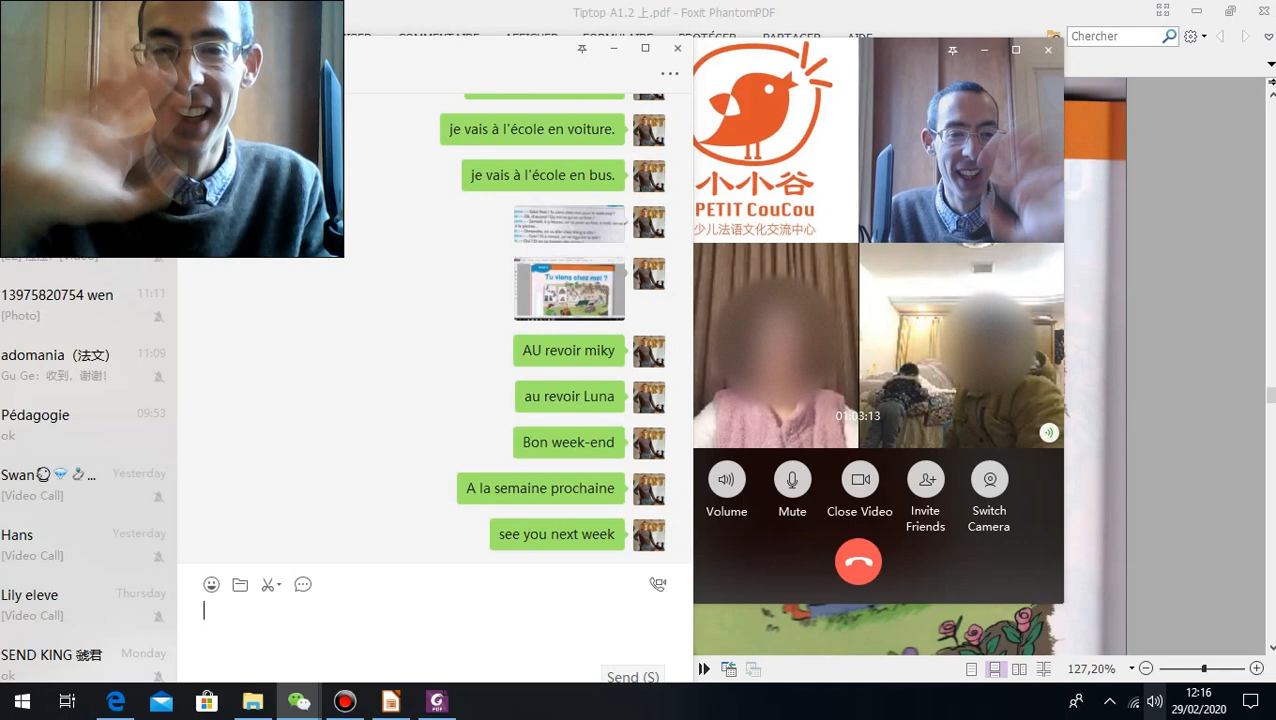 Tiptop A1.2 上.pdf - Foxit PhantomPDF
COMMENTAIRE AFFICHER FORMULAIRE PROTÉGER PARTAGER AIDE
Chercher
je vais à l'école en voiture.
je vais à l'école en bus.
Tu viens chez moi ?
AU revoir miky
au revoir Luna
Bon week-end
A la semaine prochaine
see you next week
13975820754 wen
11:11
[Photo]
adomania（法文）
11:09
Gu Ge: 收到，谢谢!
Pédagogie
09:53
ok
Swan ...
Yesterday
[Video Call]
Hans
Yesterday
[Video Call]
Lily eleve
Thursday
[Video Call]
SEND KING 虢君
Monday
ok
Send (S)
小小谷
PETIT CouCou
少儿法语文化交流中心
01:03:13
Volume
Mute
Close Video
Invite Friends
Switch Camera
127,20%
12:16
29/02/2020